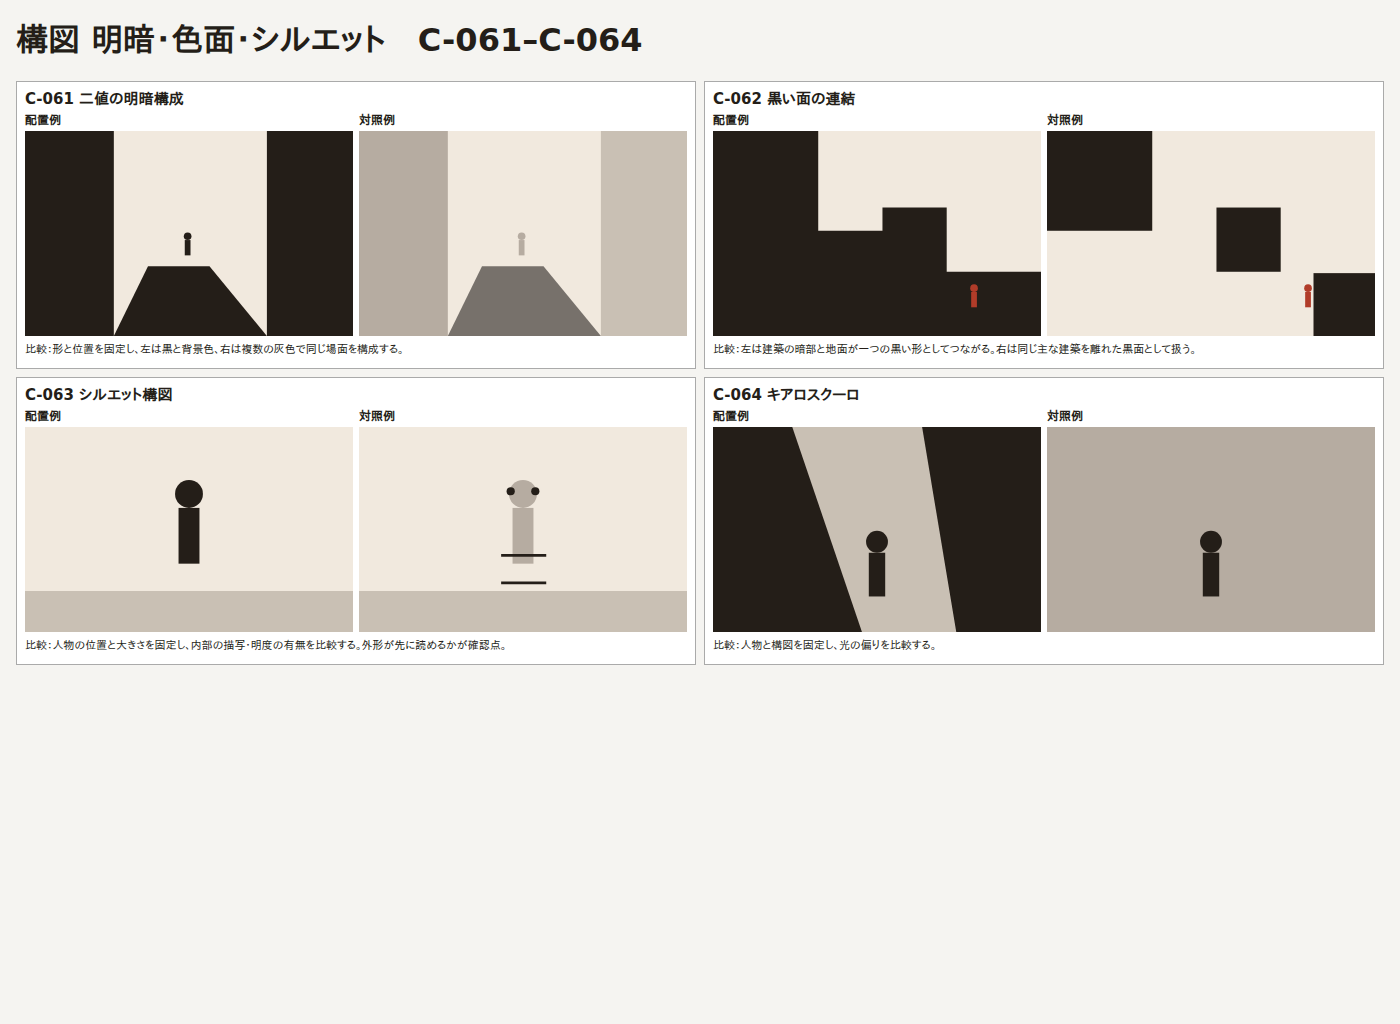 構図 明暗・色面・シルエット　C-061–C-064
C-061 二値の明暗構成
配置例
対照例
比較：形と位置を固定し、左は黒と背景色、右は複数の灰色で同じ場面を構成する。
C-062 黒い面の連結
配置例
対照例
比較：左は建築の暗部と地面が一つの黒い形としてつながる。右は同じ主な建築を離れた黒面として扱う。
C-063 シルエット構図
配置例
対照例
比較：人物の位置と大きさを固定し、内部の描写・明度の有無を比較する。外形が先に読めるかが確認点。
C-064 キアロスクーロ
配置例
対照例
比較：人物と構図を固定し、光の偏りを比較する。